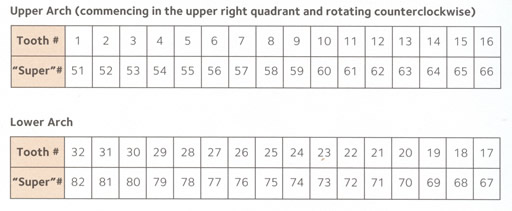 Upper Arch (commencing in the upper right quadrant and rotating counterclockwise)
Tooth # 1 2 3 4 5 6 7 8 9 10 11 12 13 14 15 16
"Super"# 51 52 53 54 55 56 57 58 59 60 61 62 63 64 65 66
Lower Arch
Tooth # 32 31 30 29 28 27 26 25 24 23 22 21 20 19 18 17
"Super"# 82 81 80 79 78 77 76 75 74 73 72 71 70 69 68 67